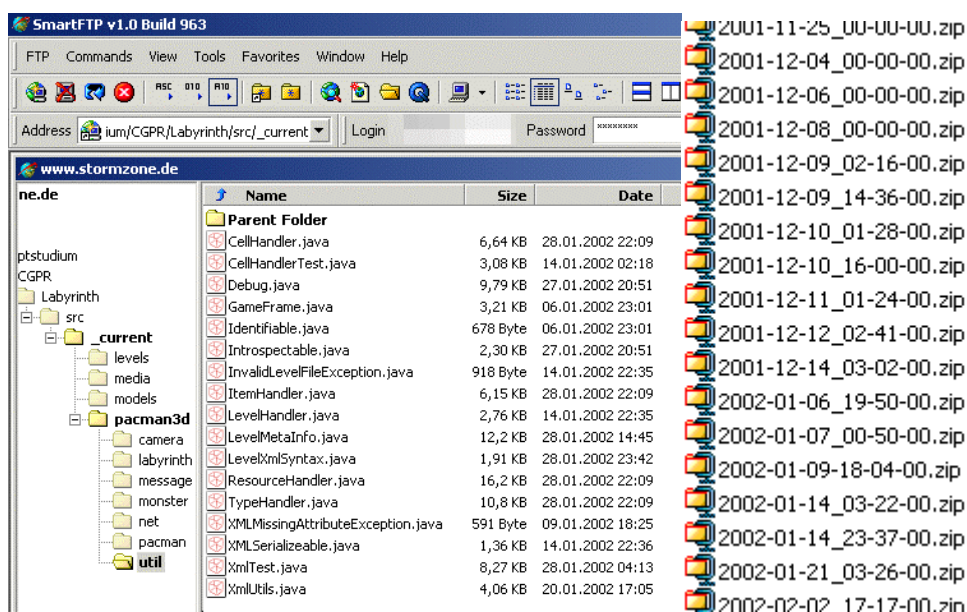 SmartFTP v1.0 Build 963
FTP Commands View Tools Favorites Window Help
Address ium/CGPR/Labyrinth/src/_current Login Password ××××××××
www.stormzone.de
ne.de
ptstudium
CGPR
Labyrinth
src
_current
levels
media
models
pacman3d
camera
labyrinth
message
monster
net
pacman
util
Name Size Date
Parent Folder
CellHandler.java 6,64 KB 28.01.2002 22:09
CellHandlerTest.java 3,08 KB 14.01.2002 02:18
Debug.java 9,79 KB 27.01.2002 20:51
GameFrame.java 3,21 KB 06.01.2002 23:01
Identifiable.java 678 Byte 06.01.2002 23:01
Introspectable.java 2,30 KB 27.01.2002 20:51
InvalidLevelFileException.java 918 Byte 14.01.2002 22:35
ItemHandler.java 6,15 KB 28.01.2002 22:09
LevelHandler.java 2,76 KB 14.01.2002 22:35
LevelMetaInfo.java 12,2 KB 28.01.2002 14:45
LevelXmlSyntax.java 1,91 KB 28.01.2002 23:42
ResourceHandler.java 16,2 KB 28.01.2002 22:09
TypeHandler.java 10,8 KB 28.01.2002 22:09
XMLMissingAttributeException.java 591 Byte 09.01.2002 18:25
XMLSerializeable.java 1,36 KB 14.01.2002 22:36
XmlTest.java 8,27 KB 28.01.2002 04:13
XmlUtils.java 4,06 KB 20.01.2002 17:05
2001-11-25_00-00-00.zip
2001-12-04_00-00-00.zip
2001-12-06_00-00-00.zip
2001-12-08_00-00-00.zip
2001-12-09_02-16-00.zip
2001-12-09_14-36-00.zip
2001-12-10_01-28-00.zip
2001-12-10_16-00-00.zip
2001-12-11_01-24-00.zip
2001-12-12_02-41-00.zip
2001-12-14_03-02-00.zip
2002-01-06_19-50-00.zip
2002-01-07_00-50-00.zip
2002-01-09-18-04-00.zip
2002-01-14_03-22-00.zip
2002-01-14_23-37-00.zip
2002-01-21_03-26-00.zip
2002-02-02_17-17-00.zip